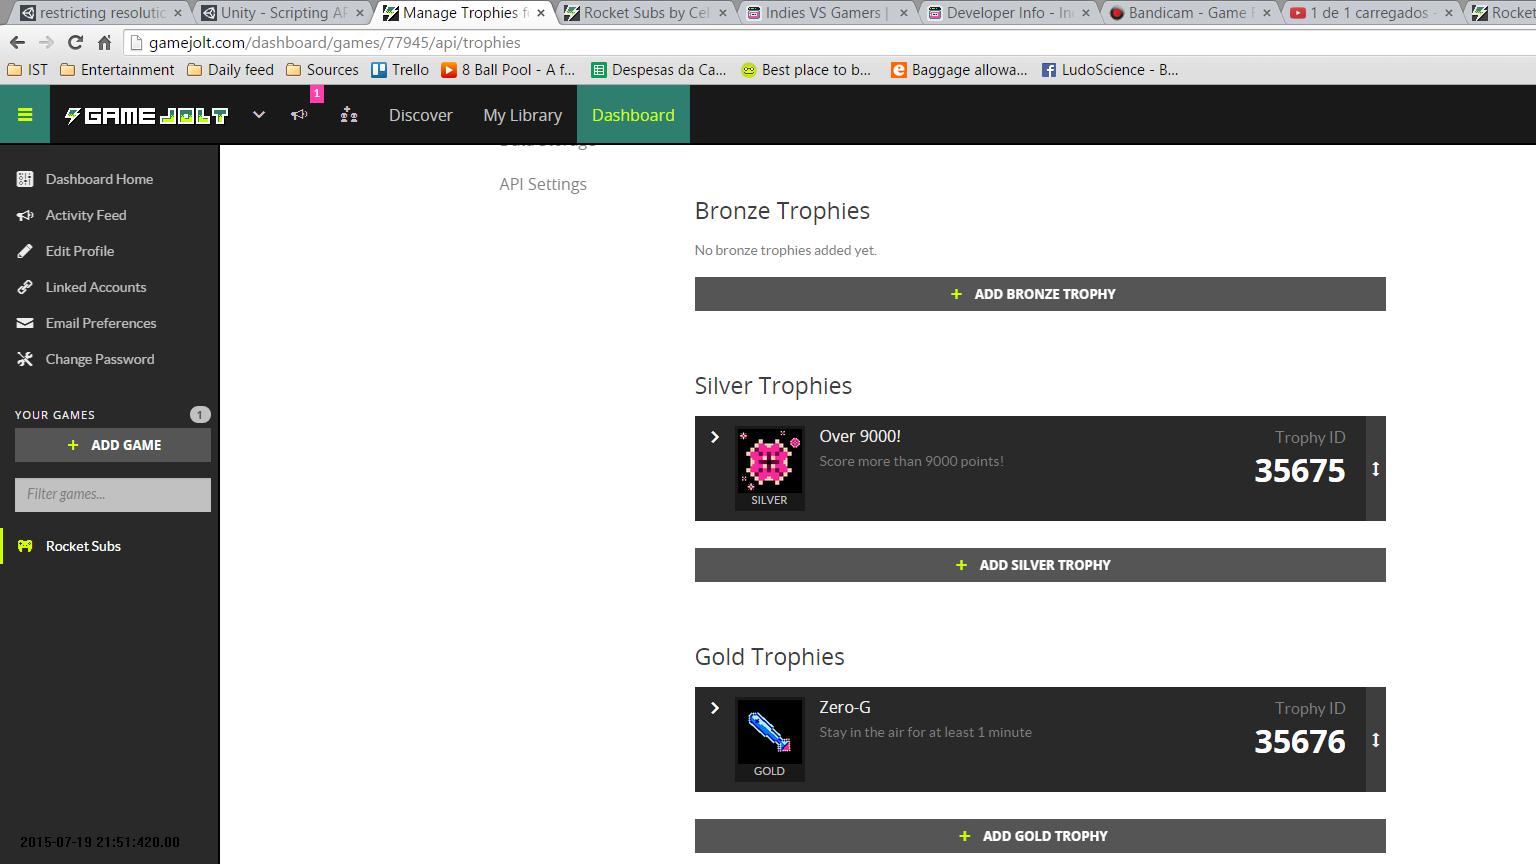 restricting resolutic
Unity - Scripting AP
Manage Trophies f
Rocket Subs by Cel
Indies VS Gamers |
Developer Info - In
Bandicam - Game F
1 de 1 carregados -
Rocket
gamejolt.com/dashboard/games/77945/api/trophies
IST
Entertainment
Daily feed
Sources
Trello
8 Ball Pool - A f...
Despesas da Ca...
Best place to b...
Baggage allowa...
LudoScience - B...
GAME JOLT
1
Discover
My Library
Dashboard
Dashboard Home
Activity Feed
Edit Profile
Linked Accounts
Email Preferences
Change Password
YOUR GAMES
1
+ ADD GAME
Filter games...
Rocket Subs
2015-07-19 21:51:420.00
Data Storage
API Settings
Bronze Trophies
No bronze trophies added yet.
+ ADD BRONZE TROPHY
Silver Trophies
SILVER
Over 9000!
Score more than 9000 points!
Trophy ID
35675
+ ADD SILVER TROPHY
Gold Trophies
GOLD
Zero-G
Stay in the air for at least 1 minute
Trophy ID
35676
+ ADD GOLD TROPHY